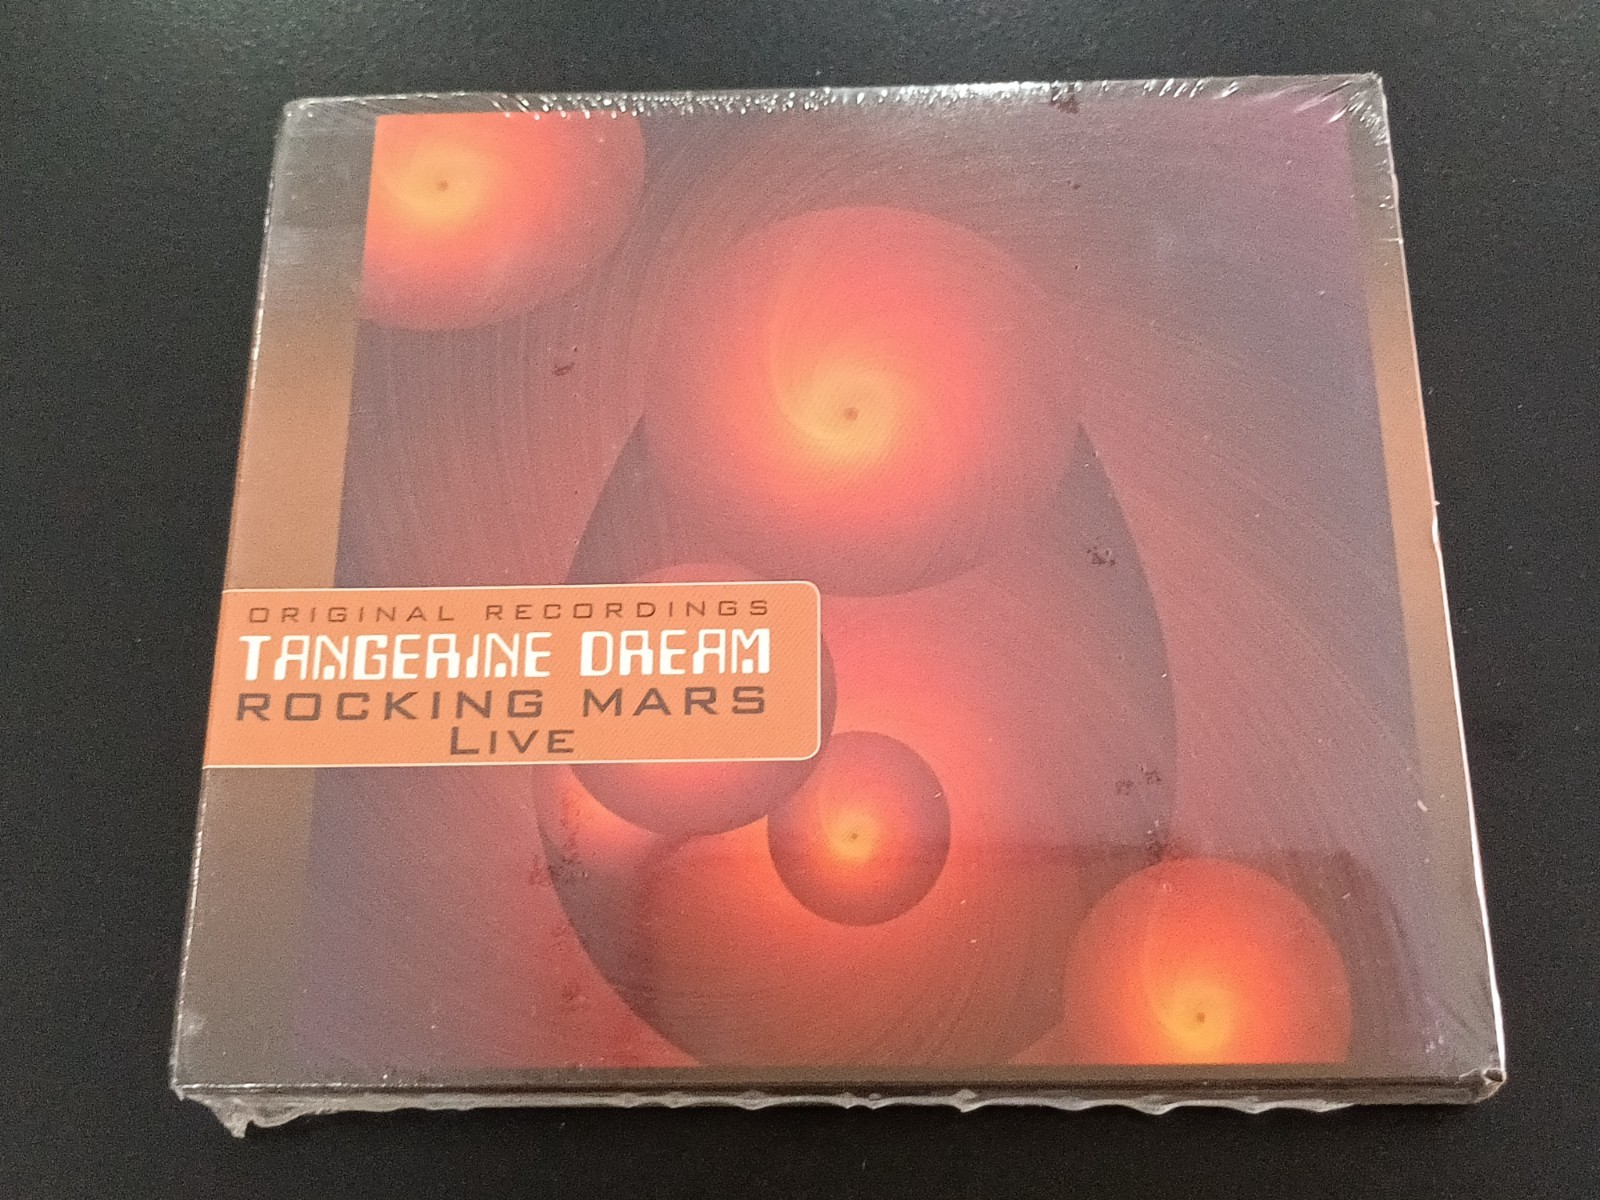 ORIGINAL RECORDINGS
TANGERINE DREAM
ROCKING MARS
LIVE